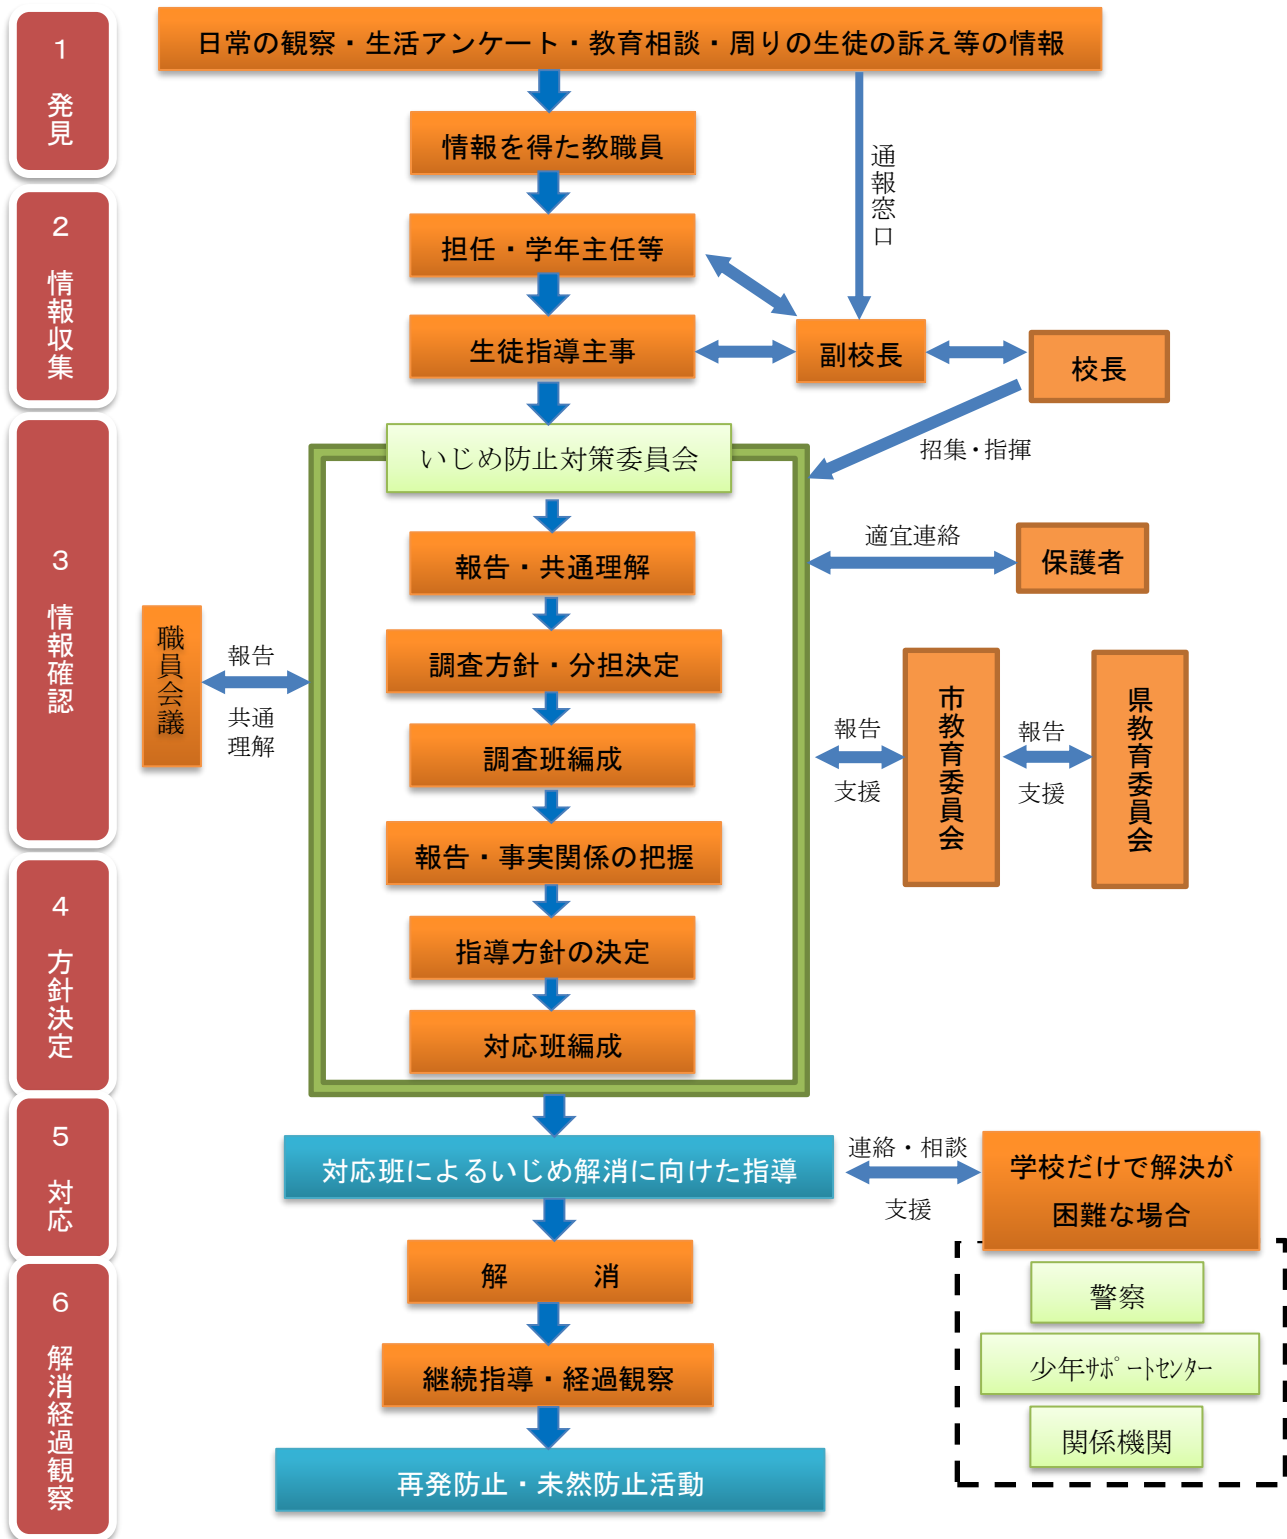 1
発見
日常の観察・生活アンケート・教育相談・周りの生徒の訴え等の情報
情報を得た教職員
通報窓口
2
情報収集
担任・学年主任等
生徒指導主事
副校長
校長
招集・指揮
3
情報確認
いじめ防止対策委員会
報告・共通理解
適宜連絡
保護者
職員会議
報告
共通
理解
調査方針・分担決定
調査班編成
報告
支援
市教育委員会
報告
支援
県教育委員会
報告・事実関係の把握
4
方針決定
指導方針の決定
対応班編成
5
対応
対応班によるいじめ解消に向けた指導
連絡・相談
支援
学校だけで解決が
困難な場合
6
解消経過観察
解　　消
継続指導・経過観察
再発防止・未然防止活動
警察
少年ｻﾎﾟｰﾄｾﾝﾀｰ
関係機関